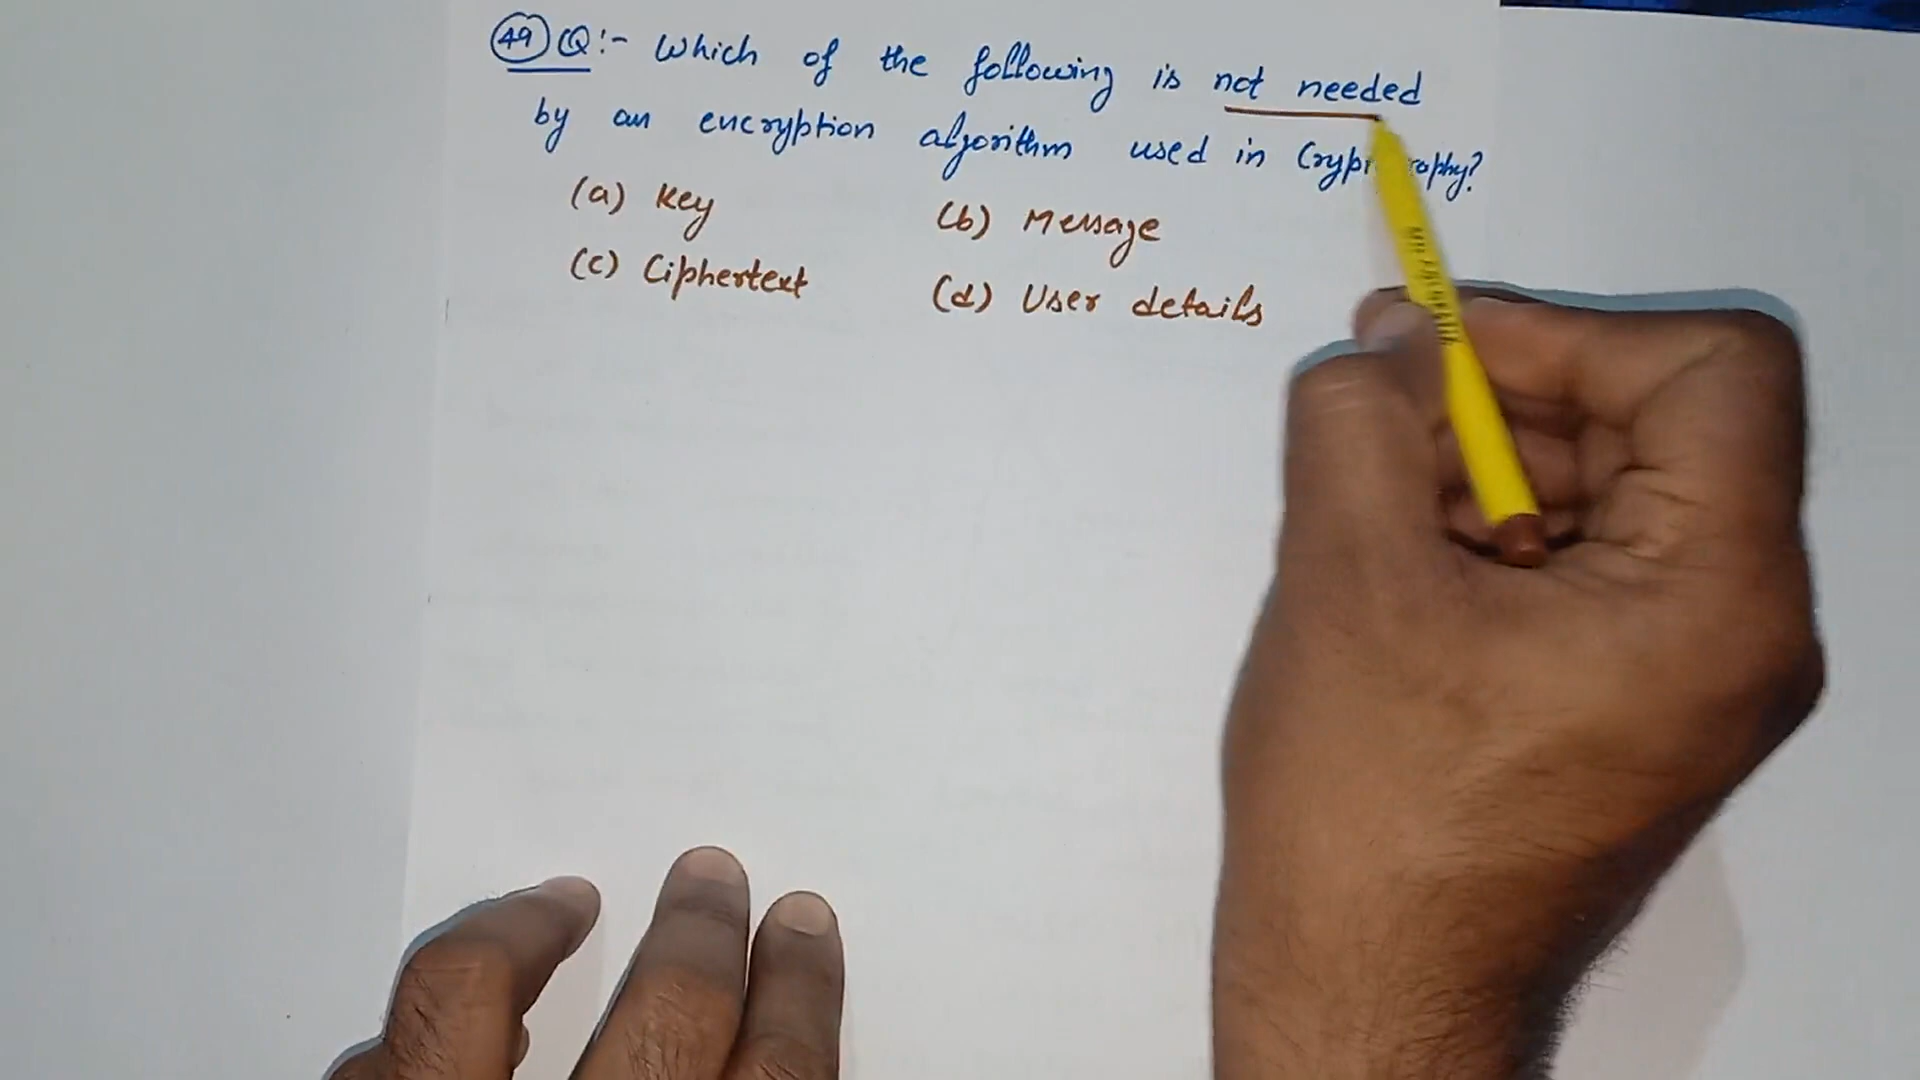 49 Q:- Which of the following is not needed
by an encryption algorithm used in
(a) Key (b) Message
(c) Ciphertext (d) User details